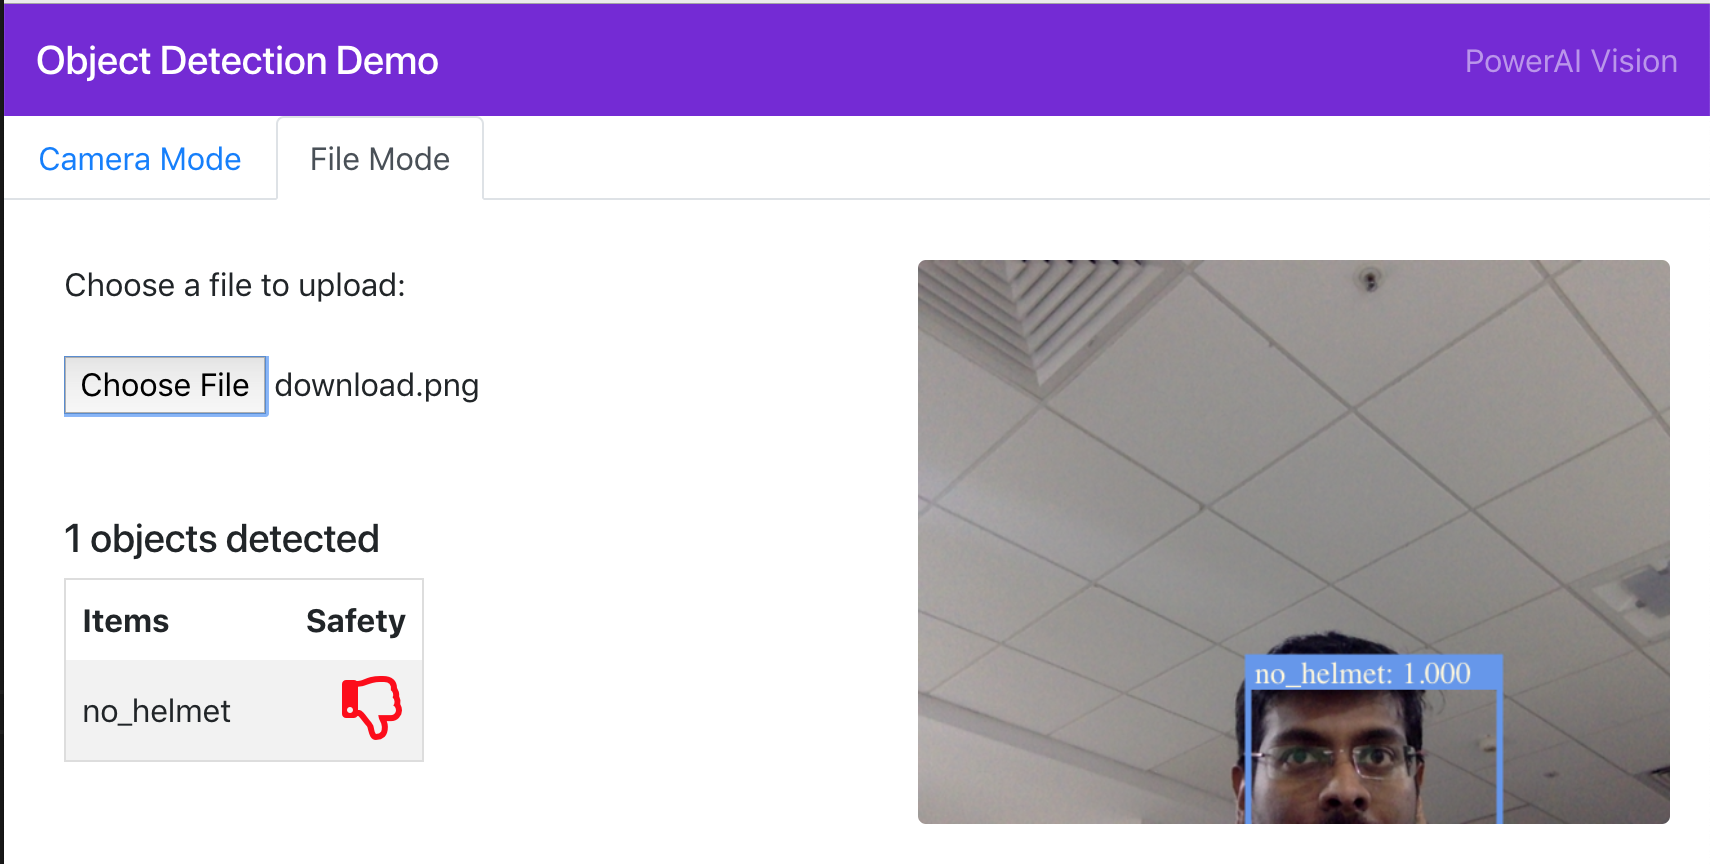 Object Detection Demo
PowerAI Vision
Camera Mode
File Mode
Choose a file to upload:
Choose File download.png
1 objects detected
Items Safety
no_helmet
no_helmet: 1.000